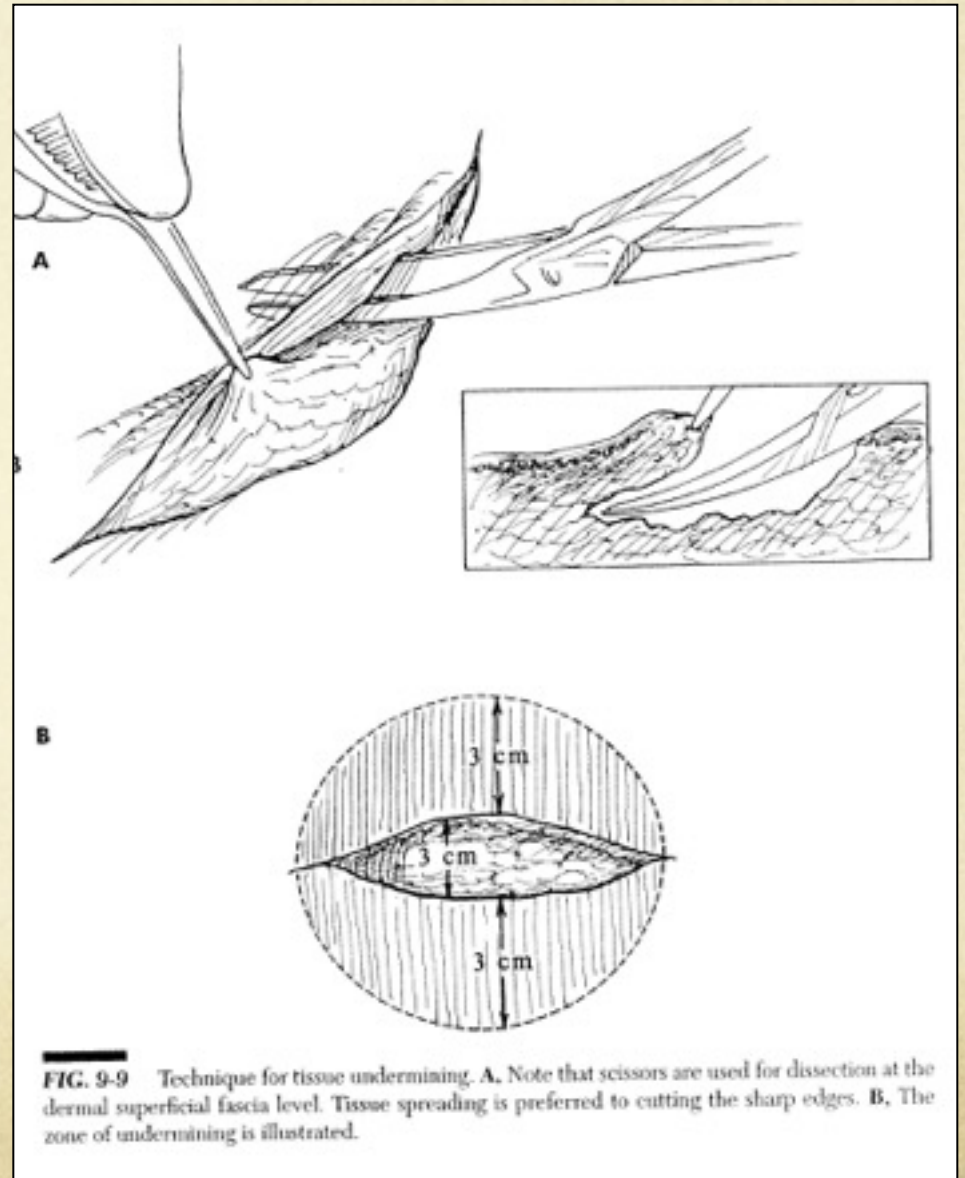 A
B
B
3 cm
3 cm
3 cm
FIG. 9-9 Technique for tissue undermining. A. Note that scissors are used for dissection at the
dermal superficial fascia level. Tissue spreading is preferred to cutting the sharp edges. B, The
zone of undermining is illustrated.